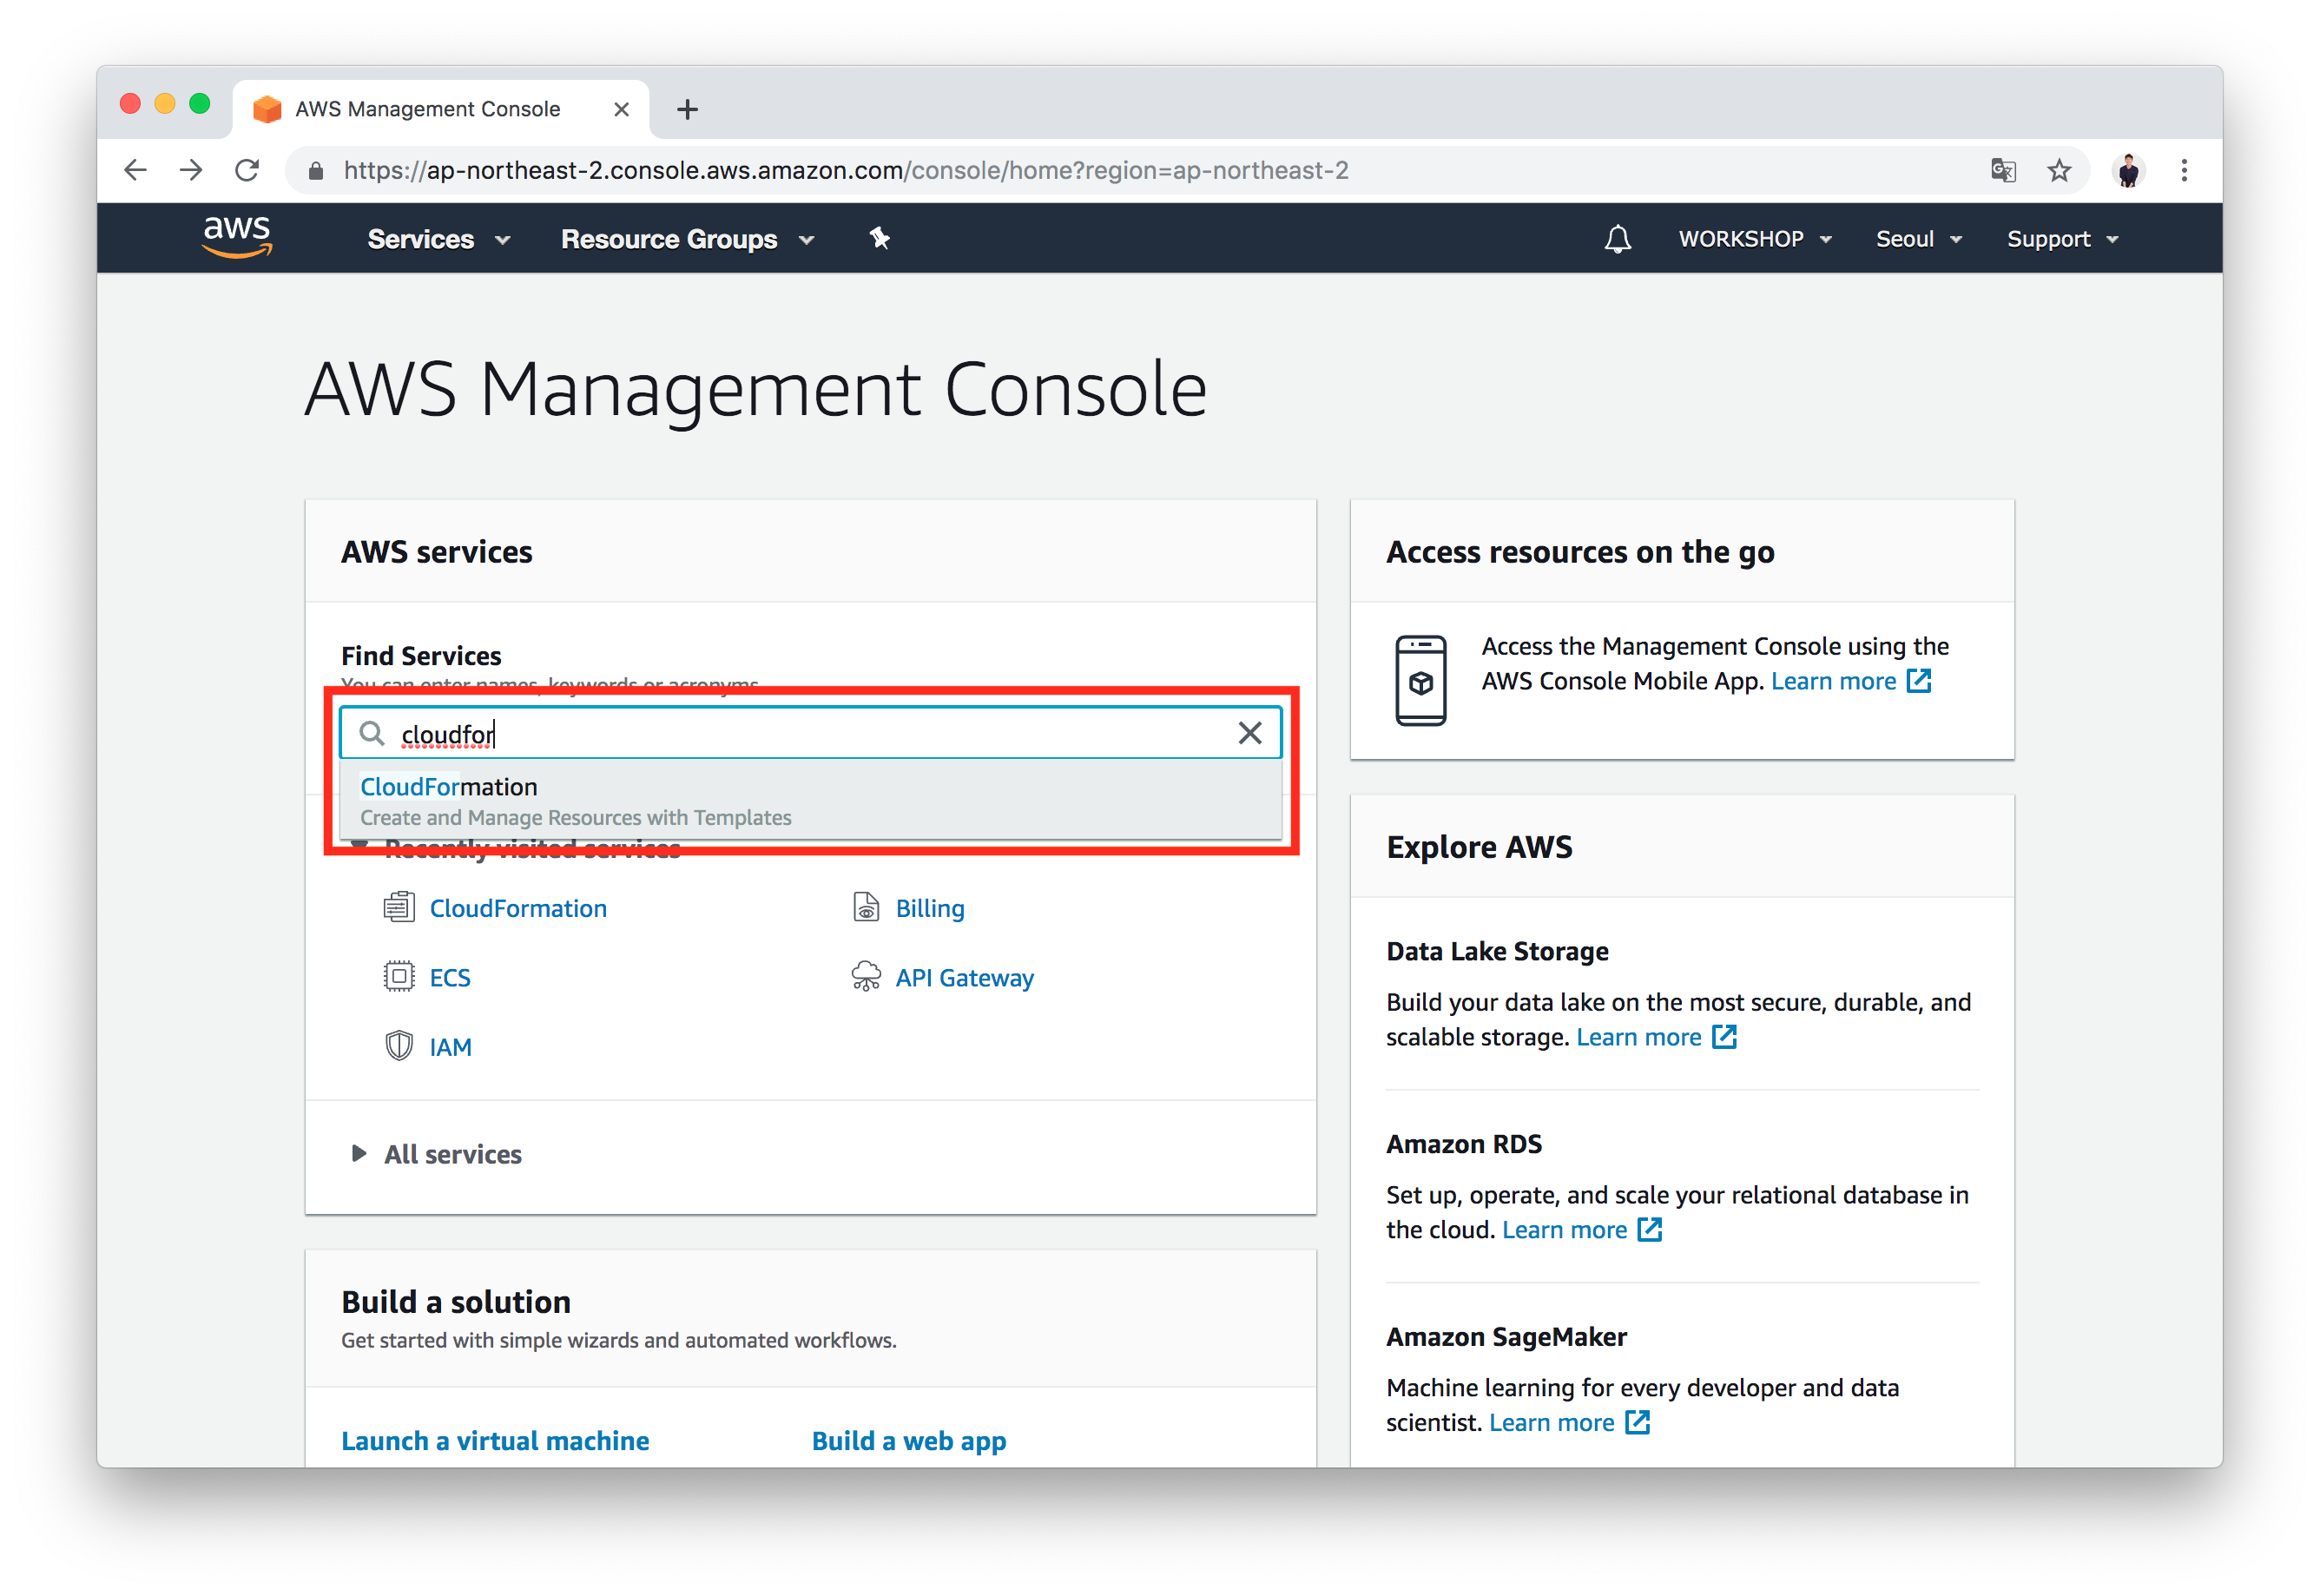 AWS Management Console
https://ap-northeast-2.console.aws.amazon.com/console/home?region=ap-northeast-2
aws Services Resource Groups WORKSHOP Seoul Support
AWS Management Console
AWS services
Find Services
You can enter names, keywords or acronyms.
cloudfor
CloudFormation
Create and Manage Resources with Templates
Recently visited services
CloudFormation
Billing
ECS
API Gateway
IAM
All services
Build a solution
Get started with simple wizards and automated workflows.
Launch a virtual machine
Build a web app
Access resources on the go
Access the Management Console using the
AWS Console Mobile App. Learn more
Explore AWS
Data Lake Storage
Build your data lake on the most secure, durable, and
scalable storage. Learn more
Amazon RDS
Set up, operate, and scale your relational database in
the cloud. Learn more
Amazon SageMaker
Machine learning for every developer and data
scientist. Learn more